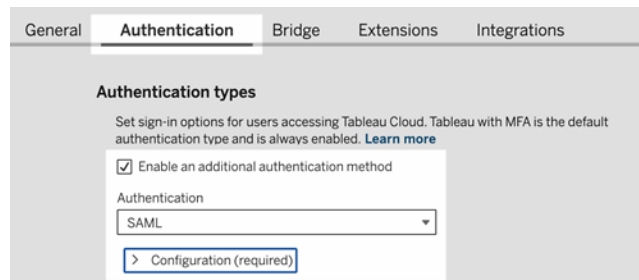 General Authentication Bridge Extensions Integrations
Authentication types
Set sign-in options for users accessing Tableau Cloud. Tableau with MFA is the default
authentication type and is always enabled. Learn more
Enable an additional authentication method
Authentication
SAML
Configuration (required)